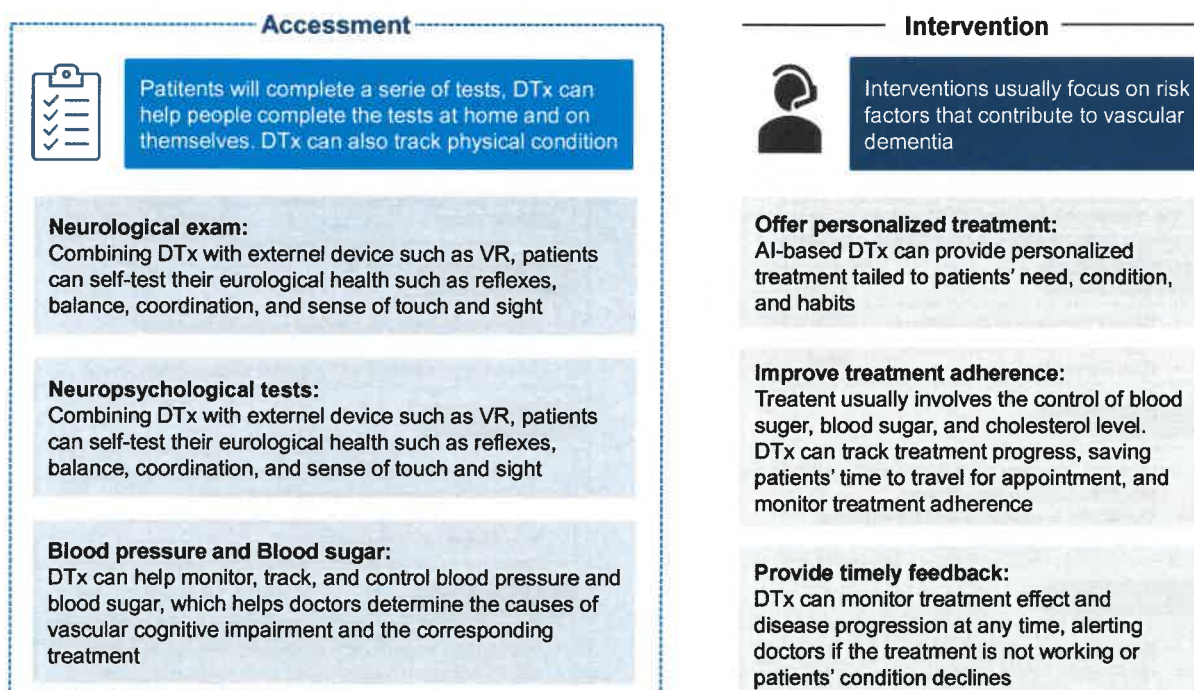 Accessment
Patitents will complete a serie of tests, DTx can
help people complete the tests at home and on
themselves. DTx can also track physical condition
Neurological exam:
Combining DTx with externel device such as VR, patients
can self-test their eurological health such as reflexes,
balance, coordination, and sense of touch and sight
Neuropsychological tests:
Combining DTx with externel device such as VR, patients
can self-test their eurological health such as reflexes,
balance, coordination, and sense of touch and sight
Blood pressure and Blood sugar:
DTx can help monitor, track, and control blood pressure and
blood sugar, which helps doctors determine the causes of
vascular cognitive impairment and the corresponding
treatment
Intervention
Interventions usually focus on risk
factors that contribute to vascular
dementia
Offer personalized treatment:
AI-based DTx can provide personalized
treatment tailed to patients' need, condition,
and habits
Improve treatment adherence:
Treatent usually involves the control of blood
suger, blood sugar, and cholesterol level.
DTx can track treatment progress, saving
patients' time to travel for appointment, and
monitor treatment adherence
Provide timely feedback:
DTx can monitor treatment effect and
disease progression at any time, alerting
doctors if the treatment is not working or
patients' condition declines